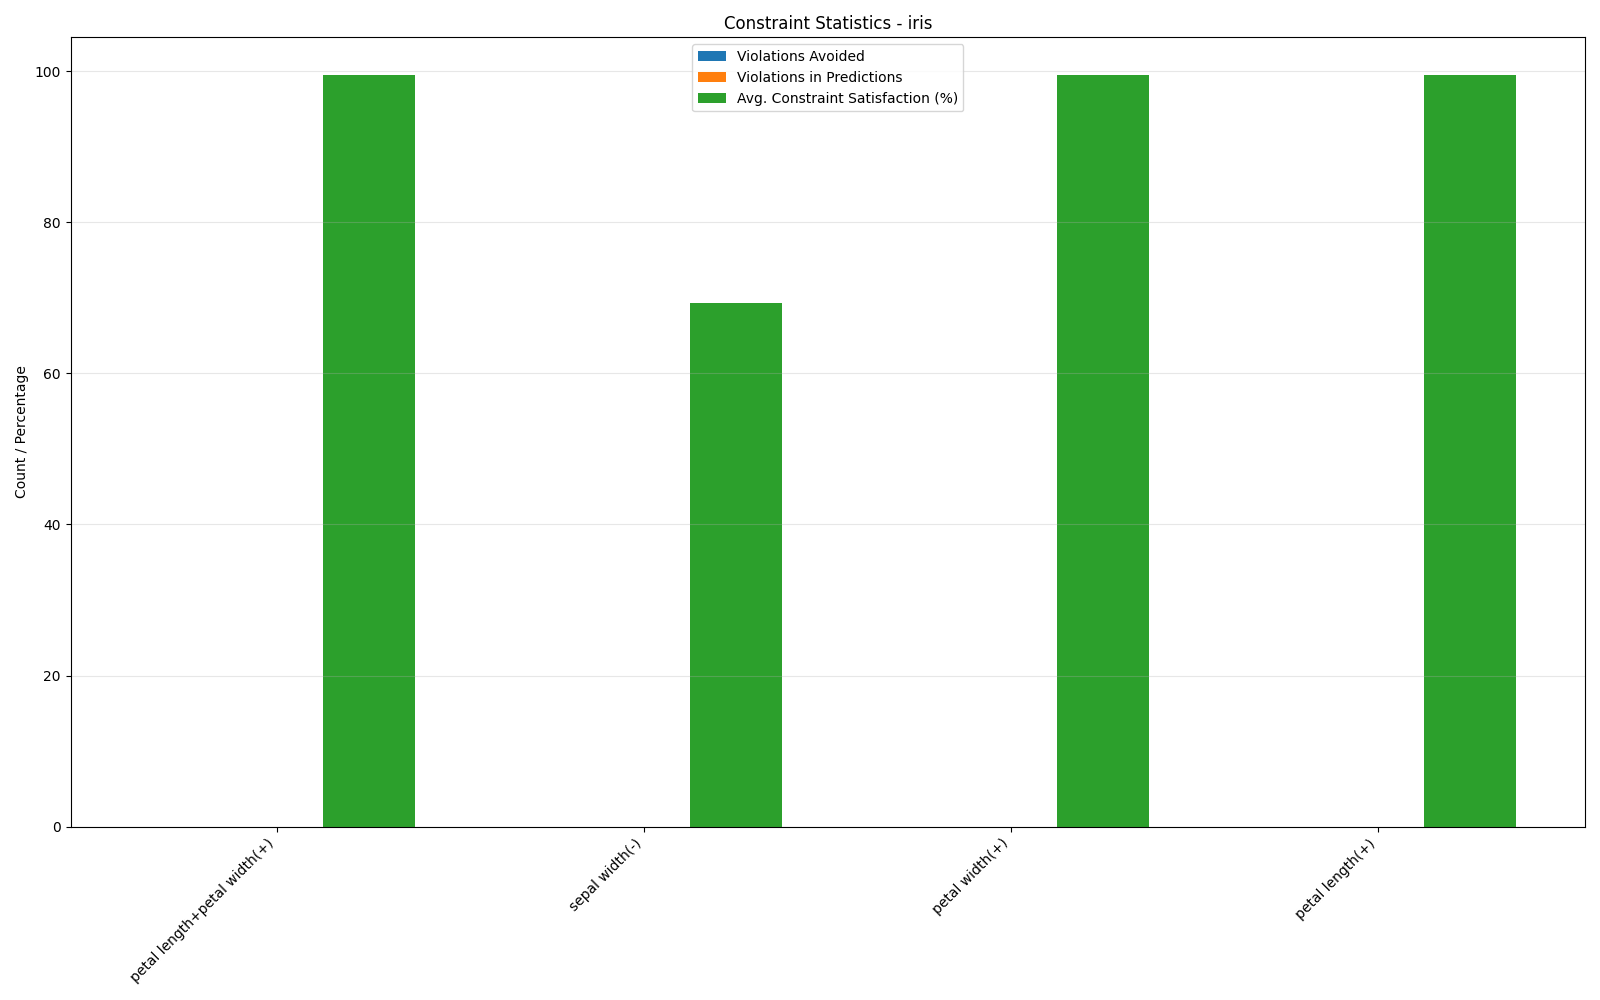 Constraint Statistics - iris
Violations Avoided
Violations in Predictions
Avg. Constraint Satisfaction (%)
Count / Percentage
100
80
60
40
20
0
petal length+petal width(+)
sepal width(-)
petal width(+)
petal length(+)